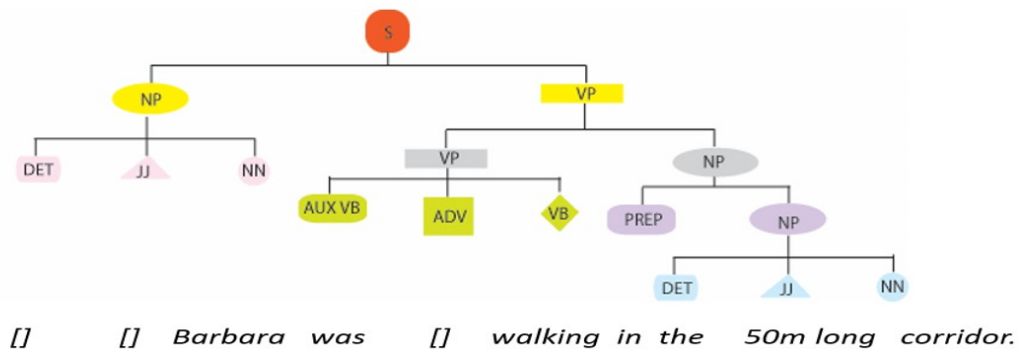 S
NP VP
VP NP
DET JJ NN
AUX VB ADV VB PREP NP
DET JJ NN
[] [] Barbara was [] walking in the 50m long corridor.